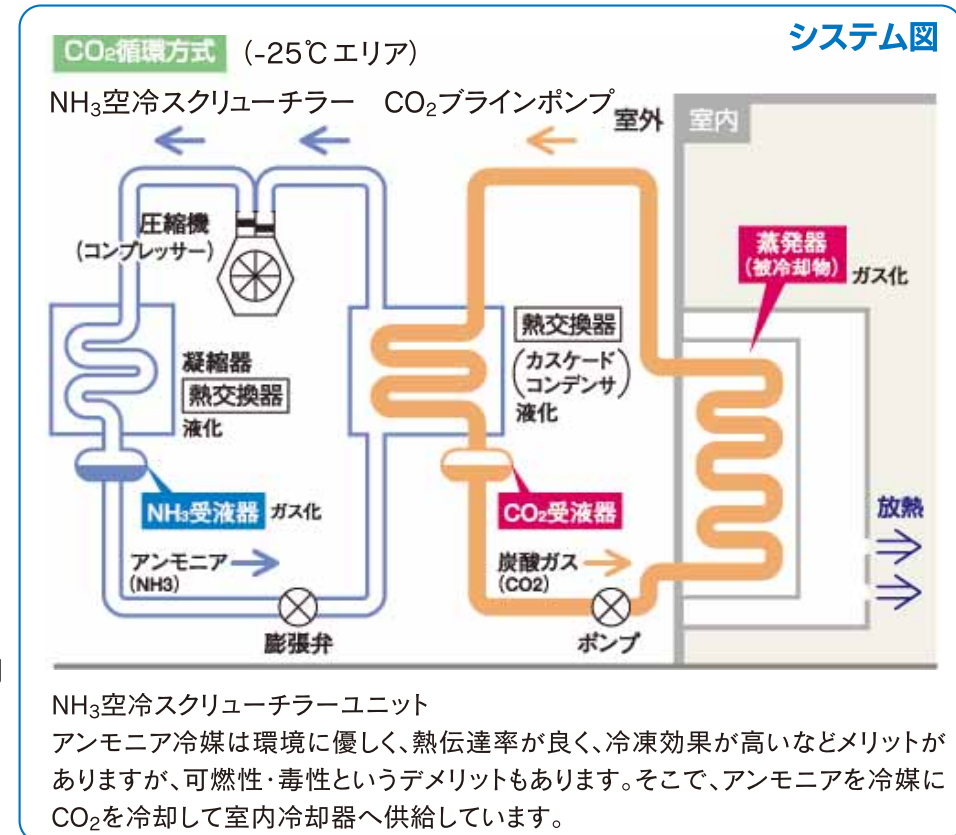 システム図
CO₂循環方式 (-25℃エリア)
NH₃空冷スクリューチラー CO₂ブラインポンプ
室外 室内
圧縮機
(コンプレッサー)
蒸発器
(被冷却物)
ガス化
熱交換器
(カスケード
コンデンサ)
液化
凝縮器
熱交換器
液化
NH₃受液器 ガス化
CO₂受液器
放熱
アンモニア
(NH3)
炭酸ガス
(CO2)
膨張弁
ポンプ
NH₃空冷スクリューチラーユニット
アンモニア冷媒は環境に優しく、熱伝達率が良く、冷凍効果が高いなどメリットが
ありますが、可燃性・毒性というデメリットもあります。そこで、アンモニアを冷媒に
CO₂を冷却して室内冷却器へ供給しています。